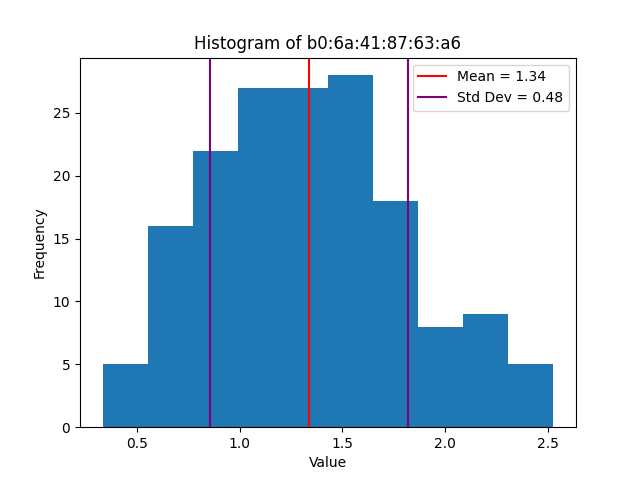 Histogram of b0:6a:41:87:63:a6
Mean = 1.34
Std Dev = 0.48
Frequency
25
20
15
10
5
0
0.5 1.0 1.5 2.0 2.5
Value